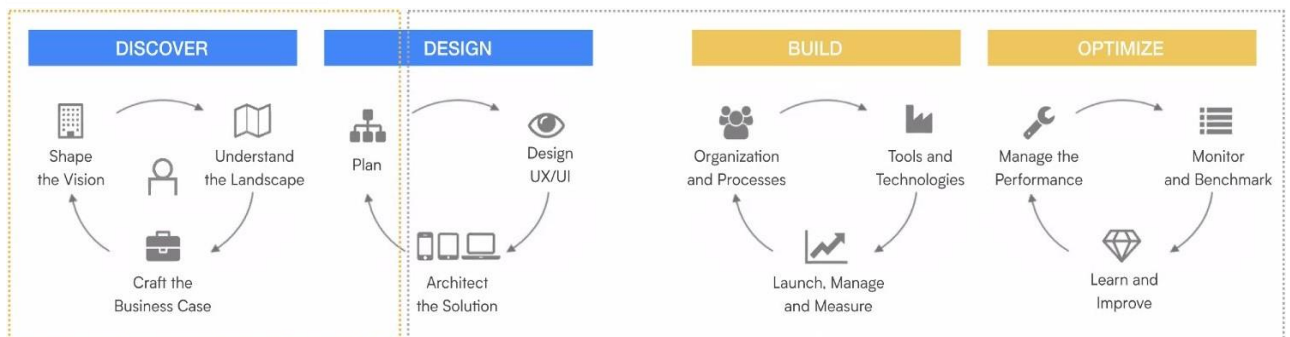 DISCOVER
DESIGN
BUILD
OPTIMIZE
Shape
the Vision
Understand
the Landscape
Craft the
Business Case
Plan
Design
UX/UI
Architect
the Solution
Organization
and Processes
Tools and
Technologies
Launch, Manage
and Measure
Manage the
Performance
Monitor
and Benchmark
Learn and
Improve